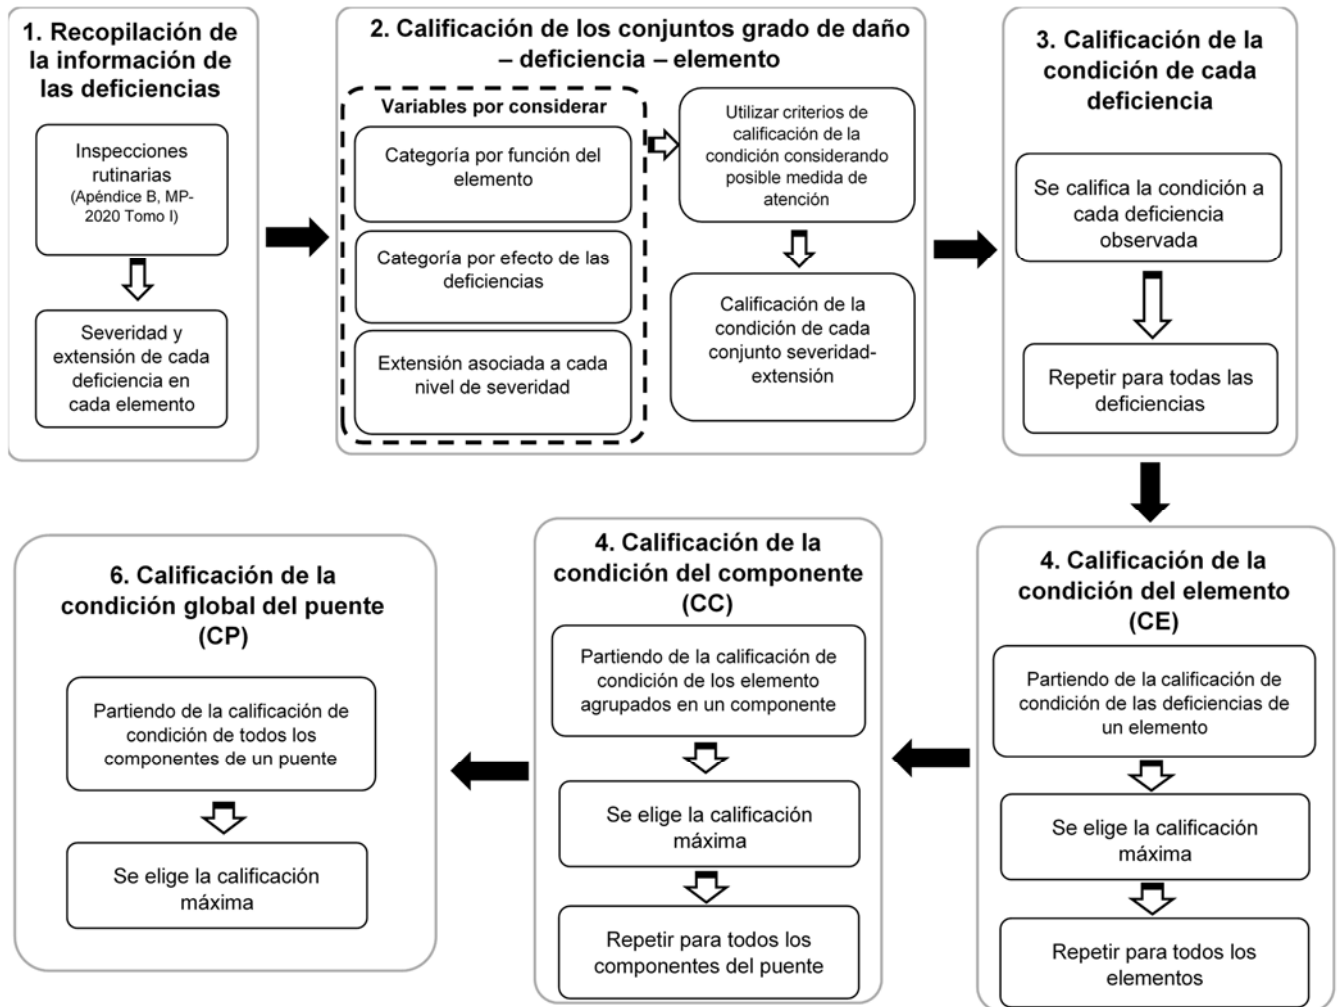 1. Recopilación de
la información de
las deficiencias
Inspecciones
rutinarias
(Apéndice B, MP-
2020 Tomo I)
Severidad y
extensión de cada
deficiencia en
cada elemento
2. Calificación de los conjuntos grado de daño
– deficiencia – elemento
Variables por considerar
Categoría por función del
elemento
Categoría por efecto de las
deficiencias
Extensión asociada a cada
nivel de severidad
Utilizar criterios de
calificación de la
condición considerando
posible medida de
atención
Calificación de la
condición de cada
conjunto severidad-
extensión
3. Calificación de la
condición de cada
deficiencia
Se califica la condición a
cada deficiencia
observada
Repetir para todas las
deficiencias
4. Calificación de la
condición del elemento
(CE)
Partiendo de la calificación de
condición de las deficiencias de
un elemento
Se elige la calificación
máxima
Repetir para todos los
elementos
4. Calificación de la
condición del componente
(CC)
Partiendo de la calificación de
condición de los elemento
agrupados en un componente
Se elige la calificación
máxima
Repetir para todos los
componentes del puente
6. Calificación de la
condición global del puente
(CP)
Partiendo de la calificación de
condición de todos los
componentes de un puente
Se elige la calificación
máxima